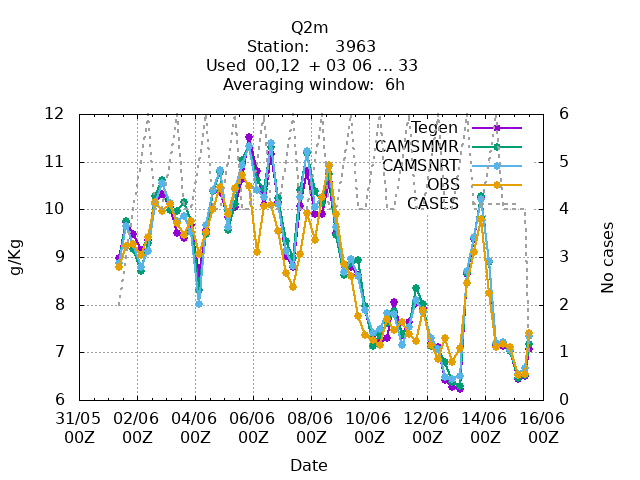 Q2m
Station: 3963
Used 00,12 + 03 06 ... 33
Averaging window: 6h
12
11
10
9
8
7
6
g/Kg
6
5
4
3
2
1
0
No cases
Tegen
CAMSMMR
CAMSNRT
OBS
CASES
31/05 02/06 04/06 06/06 08/06 10/06 12/06 14/06 16/06
00Z 00Z 00Z 00Z 00Z 00Z 00Z 00Z 00Z
Date